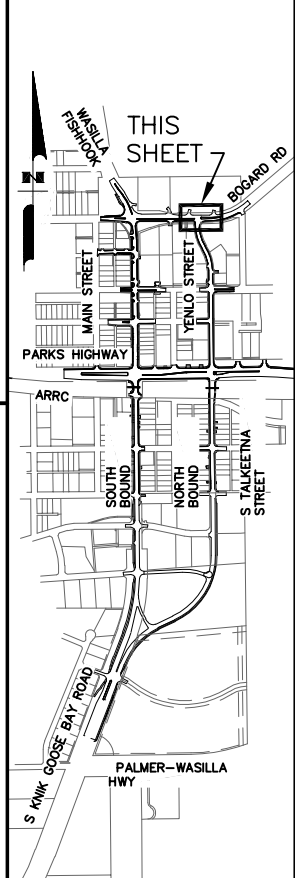 WASILLA
FISHHOOK
THIS
SHEET
BOGARD RD
N
MAIN STREET
YENLO STREET
PARKS HIGHWAY
ARRC
SOUTH
BOUND
NORTH
BOUND
S TALKEETNA
STREET
S KNIK GOOSE BAY ROAD
PALMER-WASILLA
HWY